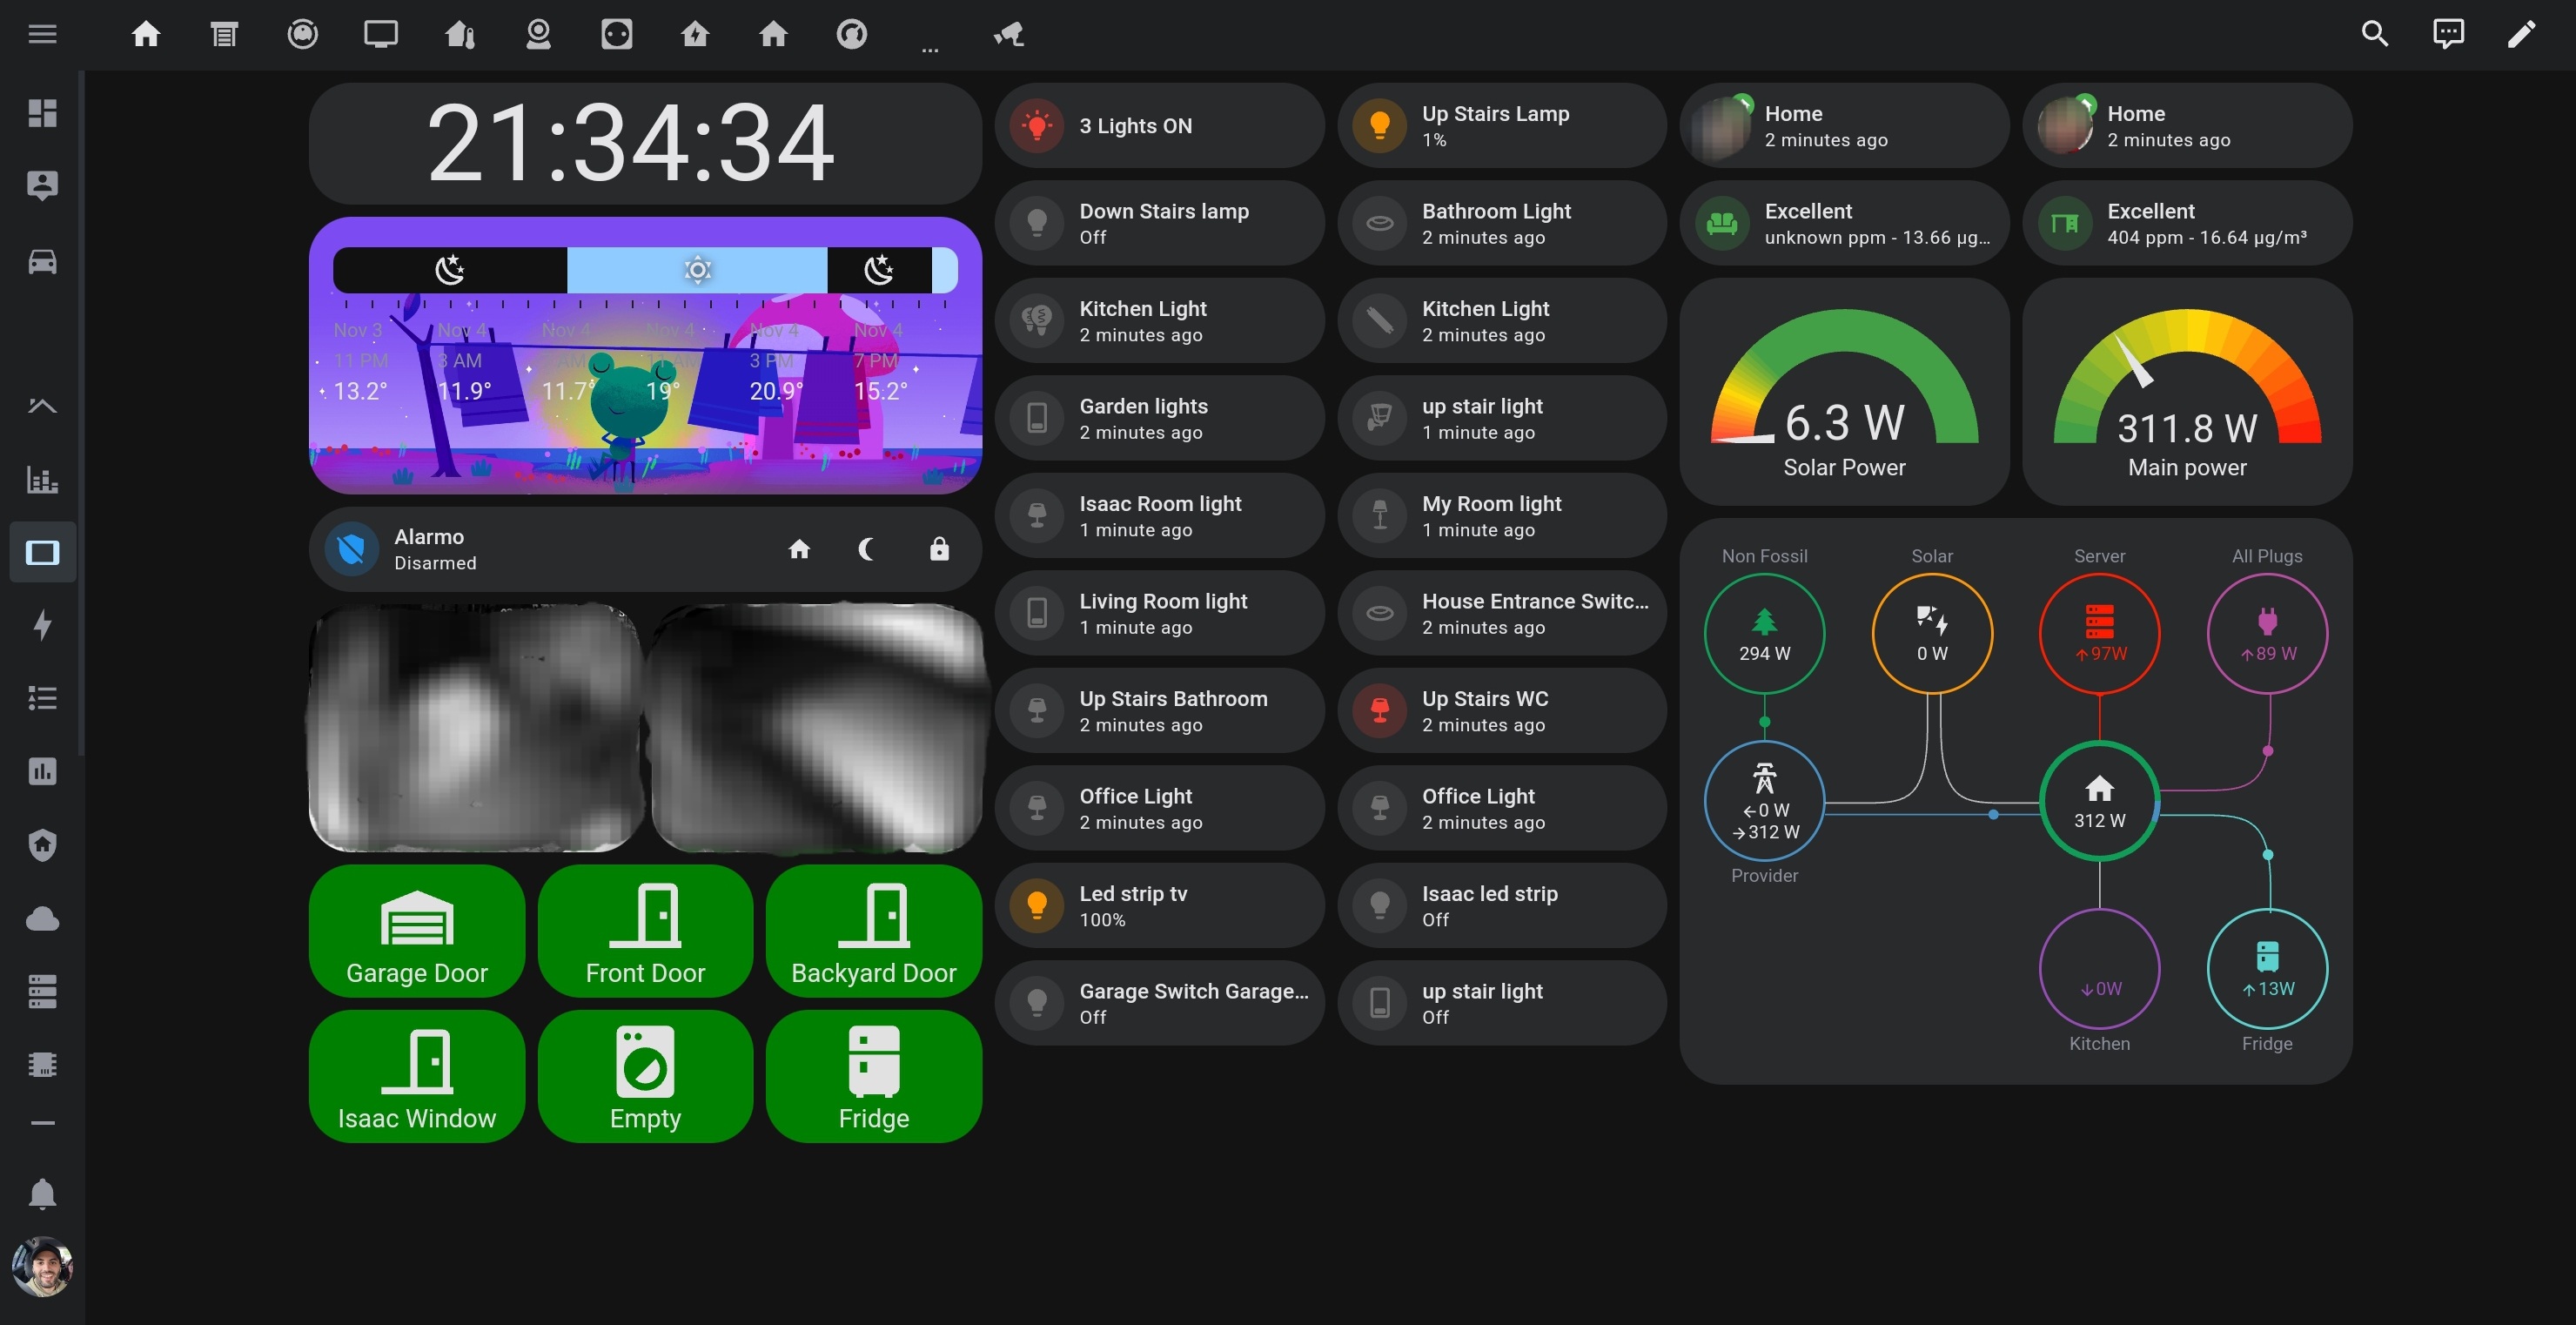 ...
21:34:34
Nov 3
Nov 4
Nov 4
Nov 4
Nov 4
Nov 4
11 PM
3 AM
AM
11 AM
3 PM
7 PM
13.2°
11.9°
11.7°
19°
20.9°
15.2°
Alarmo
Disarmed
Garage Door
Front Door
Backyard Door
Isaac Window
Empty
Fridge
3 Lights ON
Up Stairs Lamp
1%
Down Stairs lamp
Off
Bathroom Light
2 minutes ago
Kitchen Light
2 minutes ago
Kitchen Light
2 minutes ago
Garden lights
2 minutes ago
up stair light
1 minute ago
Isaac Room light
1 minute ago
My Room light
1 minute ago
Living Room light
1 minute ago
House Entrance Switc...
2 minutes ago
Up Stairs Bathroom
2 minutes ago
Up Stairs WC
2 minutes ago
Office Light
2 minutes ago
Office Light
2 minutes ago
Led strip tv
100%
Isaac led strip
Off
Garage Switch Garage...
Off
up stair light
Off
Home
2 minutes ago
Home
2 minutes ago
Excellent
unknown ppm - 13.66 µg...
Excellent
404 ppm - 16.64 µg/m³
6.3 W
Solar Power
311.8 W
Main power
Non Fossil
Solar
Server
All Plugs
294 W
0 W
↑97W
↑89 W
←0 W
→312 W
312 W
Provider
↓0W
↑13W
Kitchen
Fridge